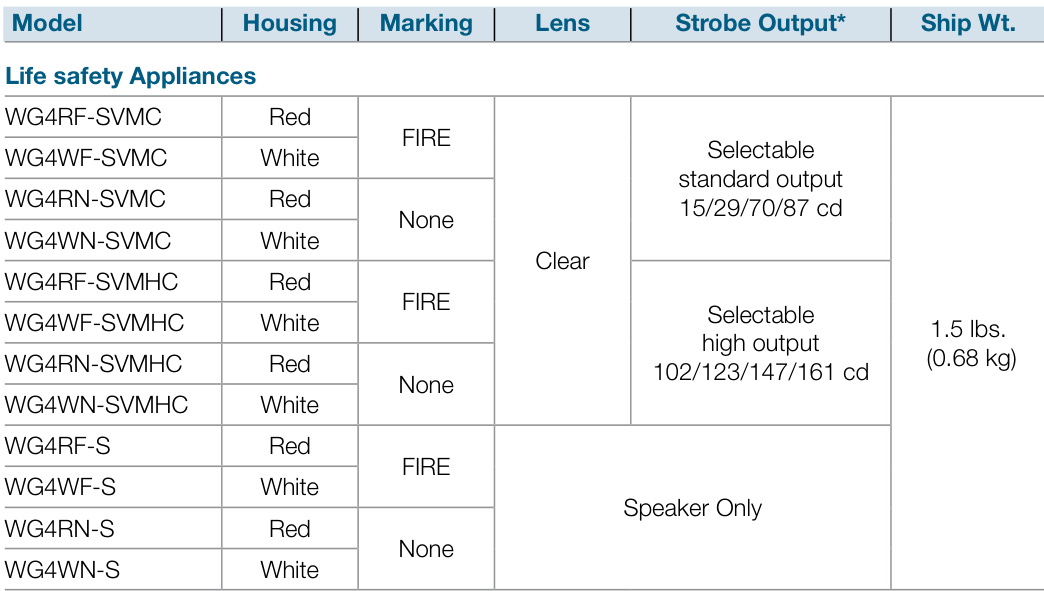 Model Housing Marking Lens Strobe Output* Ship Wt.
Life safety Appliances
WG4RF-SVMC Red
FIRE
WG4WF-SVMC White
Selectable
standard output
15/29/70/87 cd
WG4RN-SVMC Red
None
WG4WN-SVMC White
Clear
WG4RF-SVMHC Red
FIRE
WG4WF-SVMHC White
Selectable
high output
102/123/147/161 cd
1.5 lbs.
(0.68 kg)
WG4RN-SVMHC Red
None
WG4WN-SVMHC White
WG4RF-S Red
FIRE
WG4WF-S White
Speaker Only
WG4RN-S Red
None
WG4WN-S White